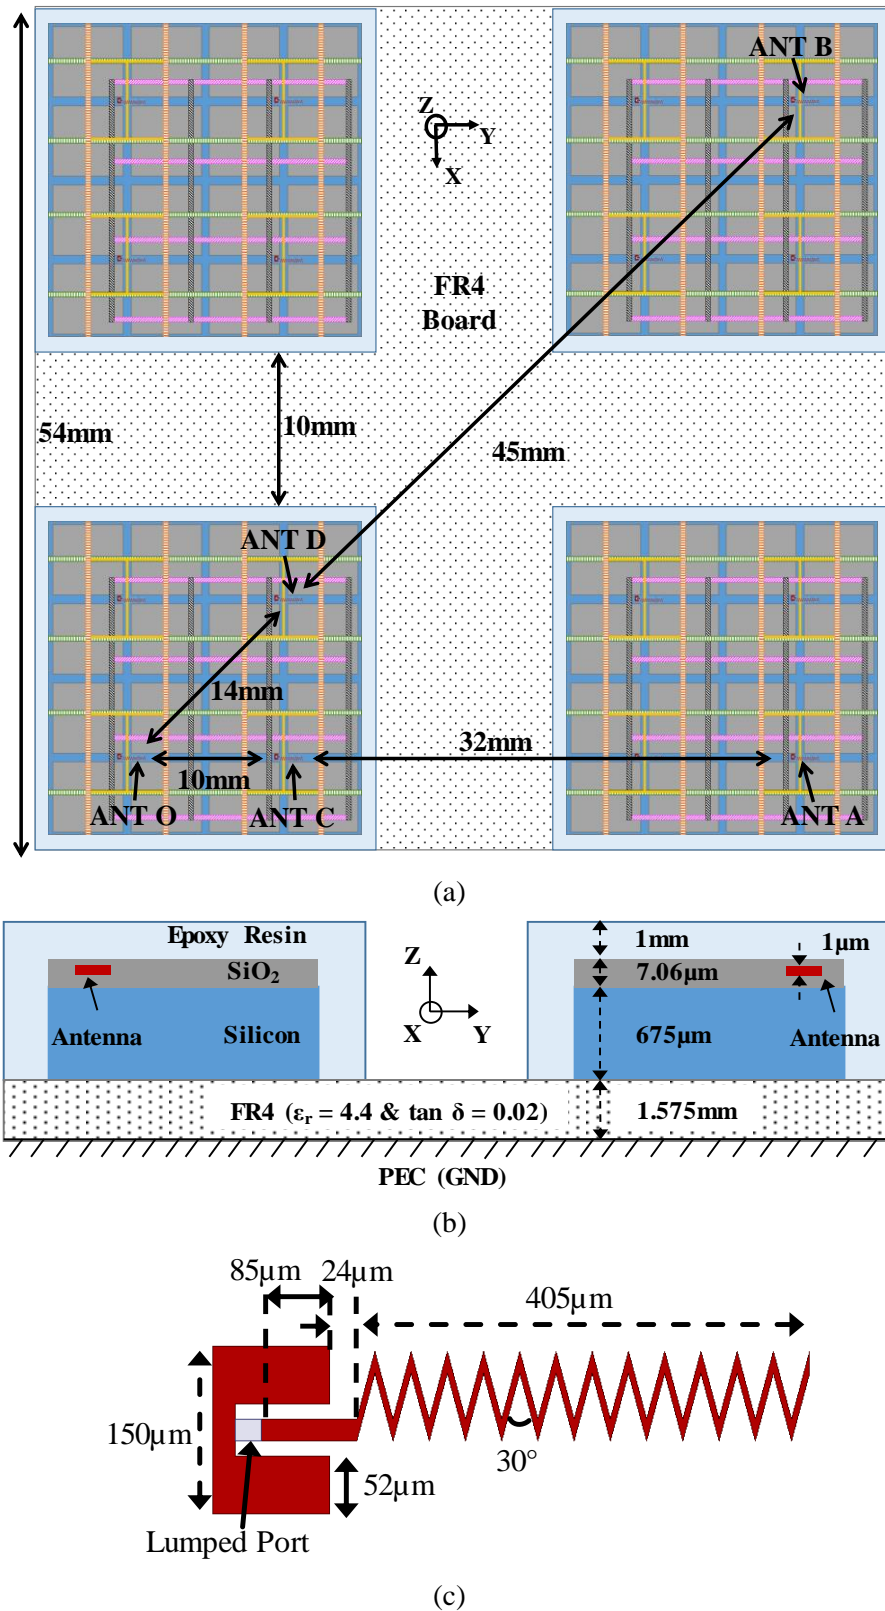 ANT B
Z
Y
X
FR4
Board
54mm
10mm
45mm
ANT D
14mm
32mm
10mm
ANT O
ANT C
ANT A
(a)
Epoxy Resin
1mm
1µm
Z
SiO₂
7.06µm
Antenna
Silicon
X
Y
675µm
Antenna
FR4 (εᵣ = 4.4 & tan δ = 0.02)
1.575mm
PEC (GND)
(b)
85µm
24µm
405µm
150µm
30°
52µm
Lumped Port
(c)